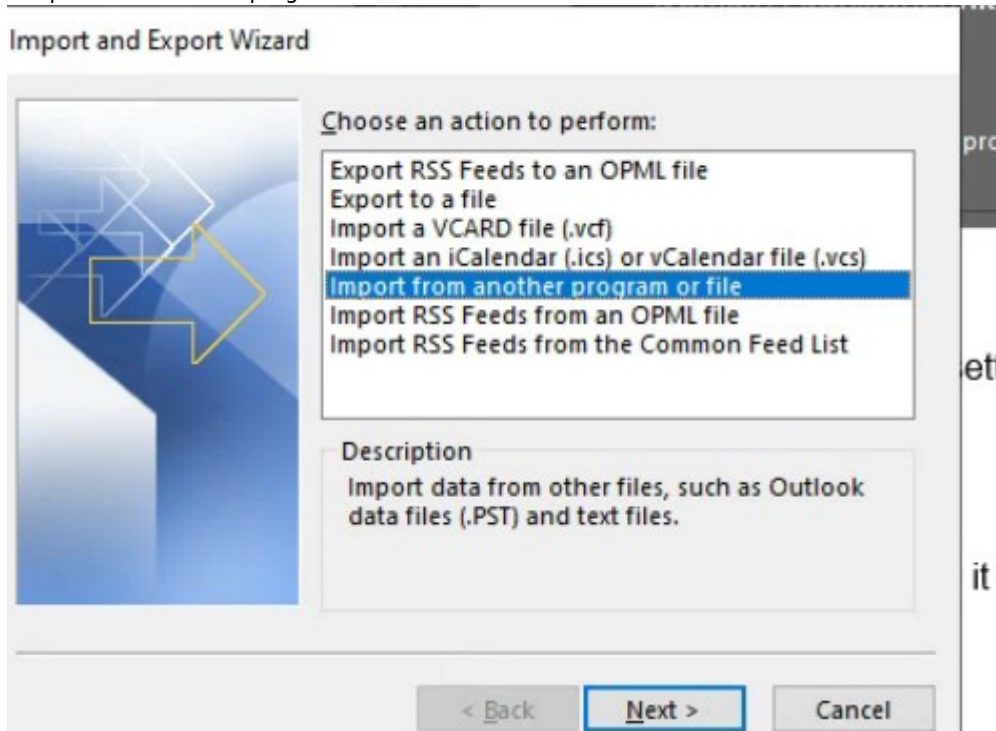 Import and Export Wizard
Choose an action to perform:
Export RSS Feeds to an OPML file
Export to a file
Import a VCARD file (.vcf)
Import an iCalendar (.ics) or vCalendar file (.vcs)
Import from another program or file
Import RSS Feeds from an OPML file
Import RSS Feeds from the Common Feed List
Description
Import data from other files, such as Outlook
data files (.PST) and text files.
it
< Back Next > Cancel